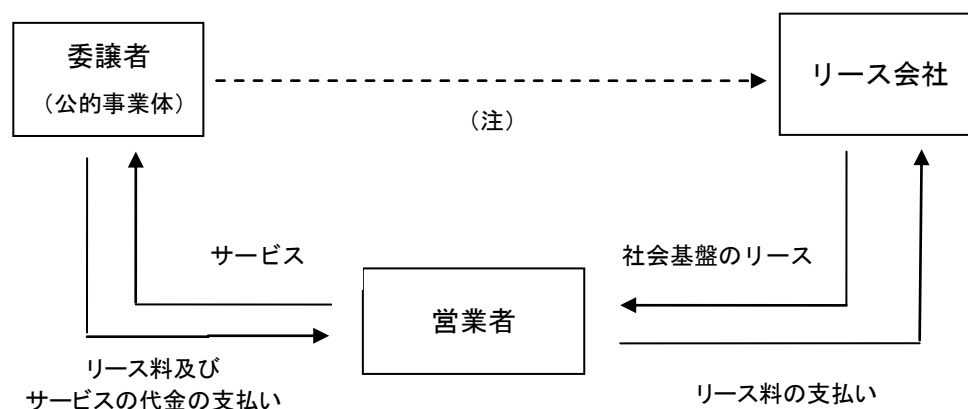 委譲者
（公的事業体）
リース会社
（注）
サービス
社会基盤のリース
営業者
リース料及び
サービスの代金の支払い
リース料の支払い